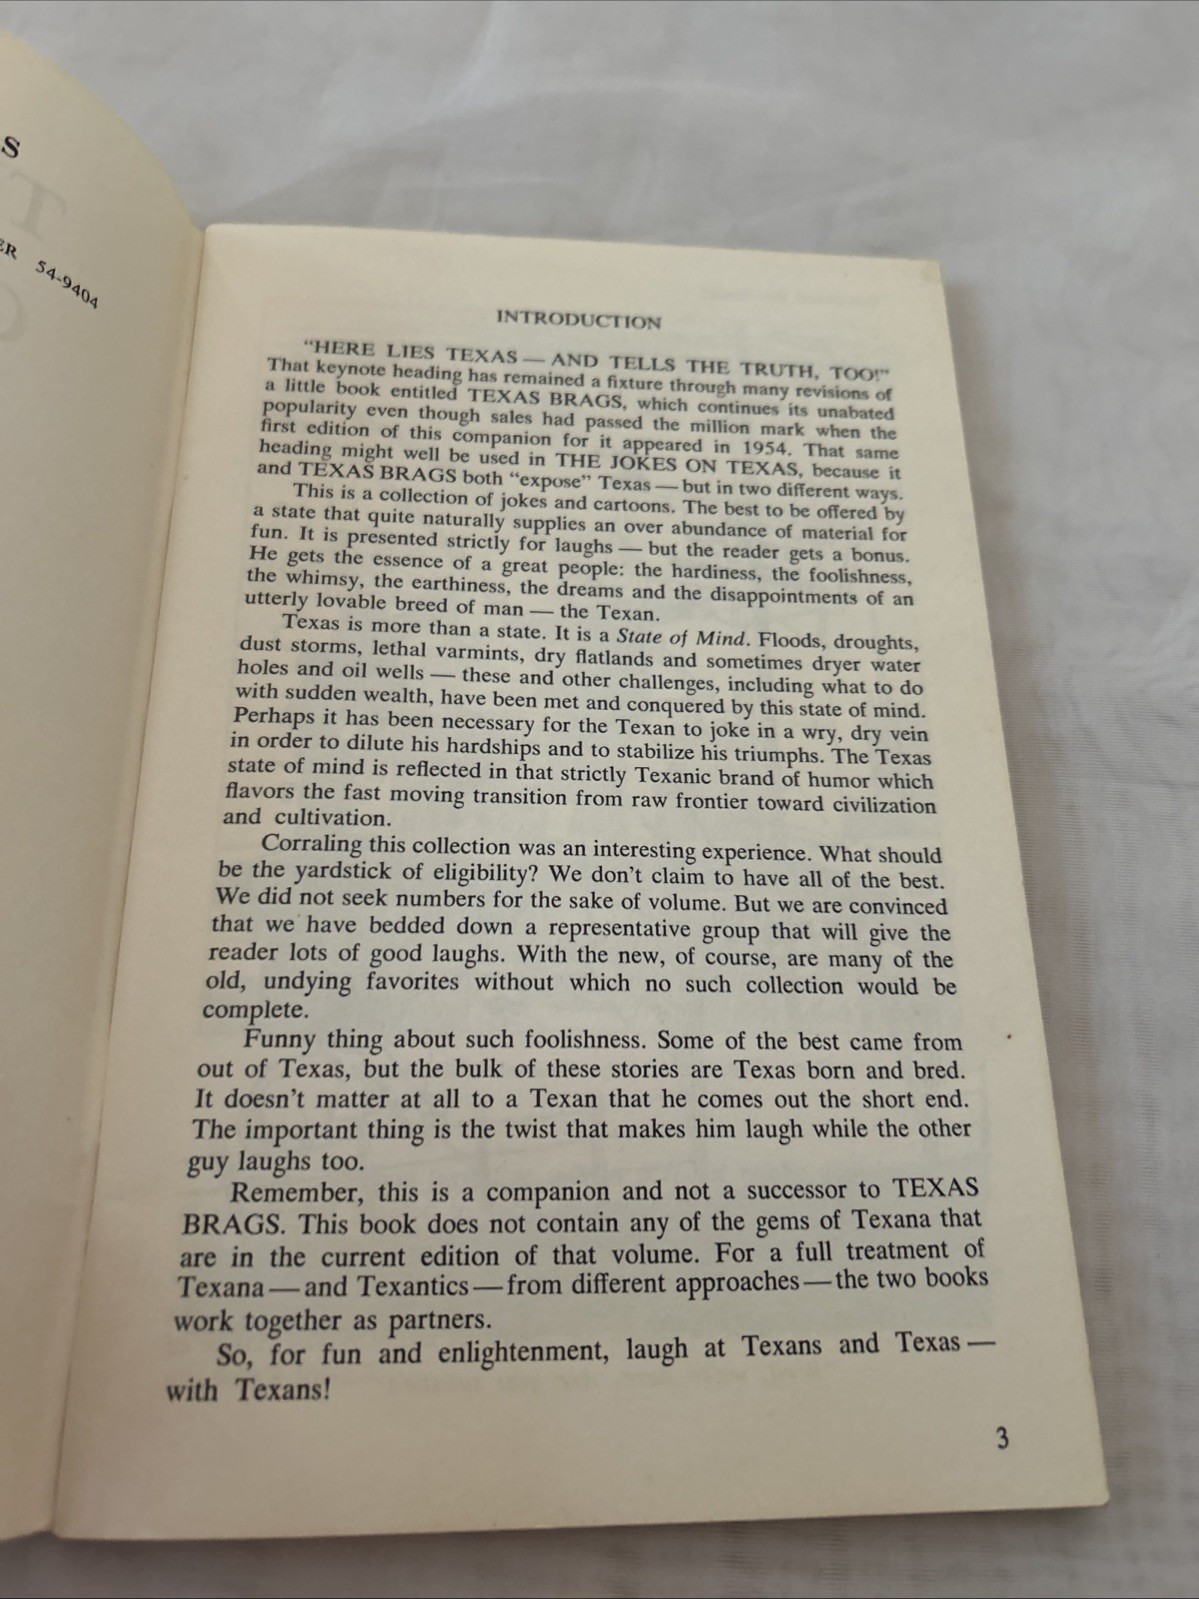 S
ER 54-9404
INTRODUCTION
"HERE LIES TEXAS — AND TELLS THE TRUTH, TOO!"
That keynote heading has remained a fixture through many revisions of
a little book entitled TEXAS BRAGS, which continues its unabated
popularity even though sales had passed the million mark when the
first edition of this companion for it appeared in 1954. That same
heading might well be used in THE JOKES ON TEXAS, because it
and TEXAS BRAGS both "expose" Texas — but in two different ways.
This is a collection of jokes and cartoons. The best to be offered by
a state that quite naturally supplies an over abundance of material for
fun. It is presented strictly for laughs — but the reader gets a bonus.
He gets the essence of a great people: the hardiness, the foolishness,
the whimsy, the earthiness, the dreams and the disappointments of an
utterly lovable breed of man — the Texan.
Texas is more than a state. It is a State of Mind. Floods, droughts,
dust storms, lethal varmints, dry flatlands and sometimes dryer water
holes and oil wells — these and other challenges, including what to do
with sudden wealth, have been met and conquered by this state of mind.
Perhaps it has been necessary for the Texan to joke in a wry, dry vein
in order to dilute his hardships and to stabilize his triumphs. The Texas
state of mind is reflected in that strictly Texanic brand of humor which
flavors the fast moving transition from raw frontier toward civilization
and cultivation.
Corraling this collection was an interesting experience. What should
be the yardstick of eligibility? We don't claim to have all of the best.
We did not seek numbers for the sake of volume. But we are convinced
that we have bedded down a representative group that will give the
reader lots of good laughs. With the new, of course, are many of the
old, undying favorites without which no such collection would be
complete.
Funny thing about such foolishness. Some of the best came from
out of Texas, but the bulk of these stories are Texas born and bred.
It doesn't matter at all to a Texan that he comes out the short end.
The important thing is the twist that makes him laugh while the other
guy laughs too.
Remember, this is a companion and not a successor to TEXAS
BRAGS. This book does not contain any of the gems of Texana that
are in the current edition of that volume. For a full treatment of
Texana — and Texantics — from different approaches — the two books
work together as partners.
So, for fun and enlightenment, laugh at Texans and Texas —
with Texans!
3